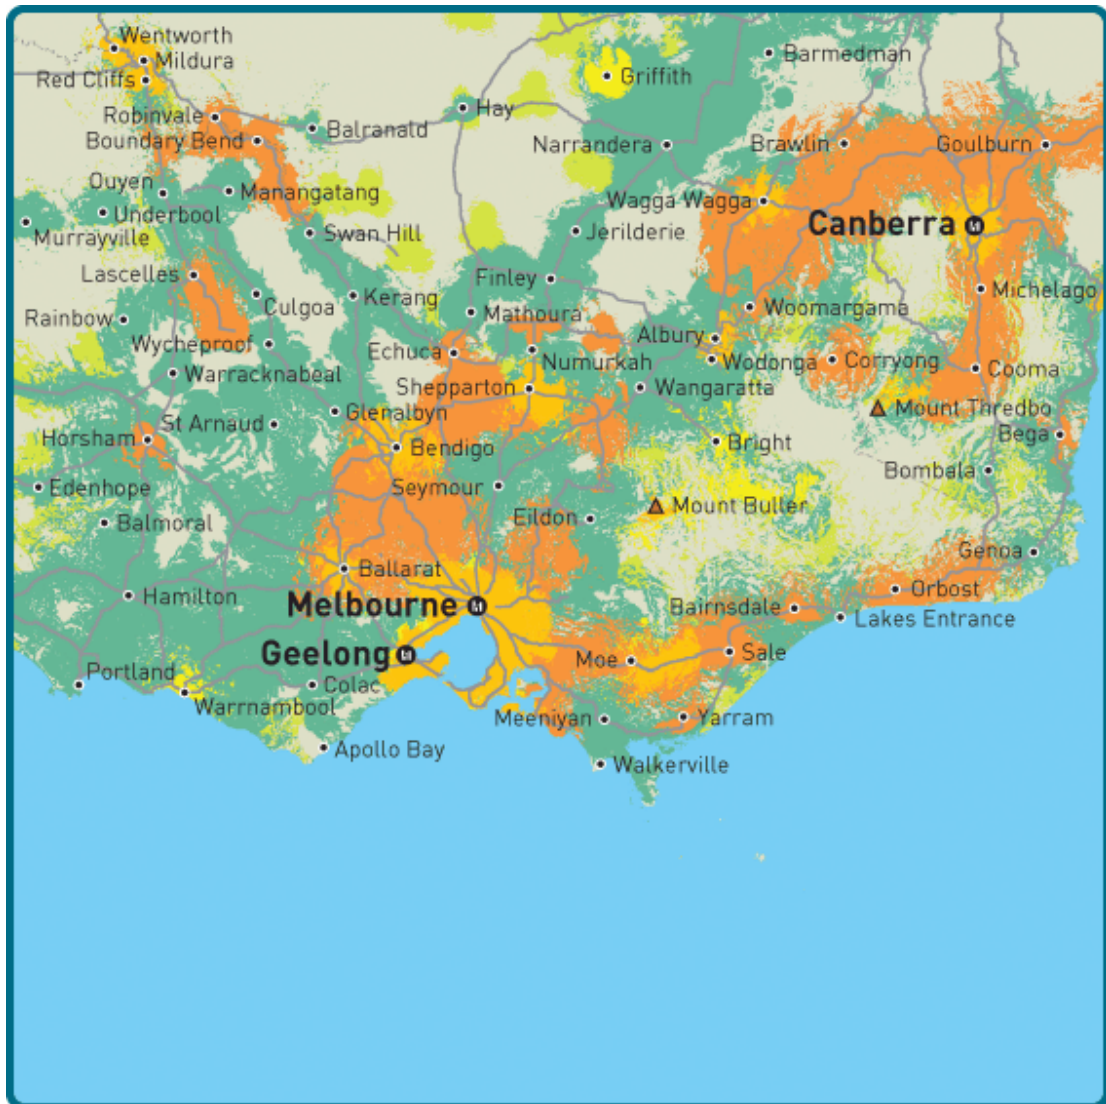 Wentworth
Mildura
Red Cliffs
Barmedman
Griffith
Robinvale
Hay
Balranald
Boundary Bend
Narrandera
Brawlin
Goulburn
Ouyen
Manangatang
Underbool
Wagga Wagga
Murrayville
Swan Hill
Jerilderie
Canberra
M
Lascelles
Finley
Culgoa
Kerang
Michelago
Rainbow
Mathoura
Woomargama
Wycheproof
Echuca
Numurkah
Albury
Wodonga
Corryong
Cooma
Warracknabeal
Shepparton
Wangaratta
Glenalbyn
Mount Thredbo
St Arnaud
Horsham
Bendigo
Bright
Bega
Edenhope
Seymour
Bombala
Balmoral
Eildon
Mount Buller
Genoa
Ballarat
Hamilton
Melbourne
M
Orbost
Bairnsdale
Lakes Entrance
Geelong
Moe
Sale
Portland
Colac
Warrnambool
Meeniyan
Yarram
Apollo Bay
Walkerville